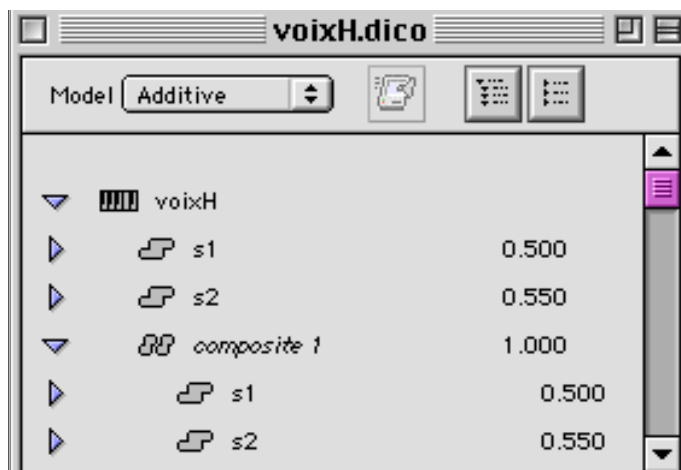 voixH.dico
Model Additive
voixH
s1 0.500
s2 0.550
composite 1 1.000
s1 0.500
s2 0.550